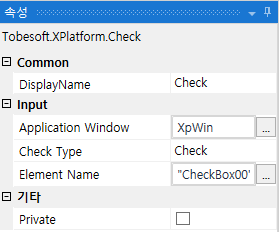 속성
Tobesoft.XPlatform.Check
Common
DisplayName Check
Input
Application Window XpWin ...
Check Type Check
Element Name "CheckBox00" ...
기타
Private